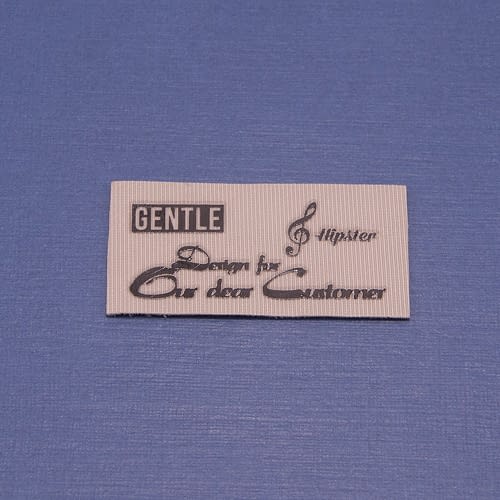 GENTLE
Hipster
Design for
Our dear Customer